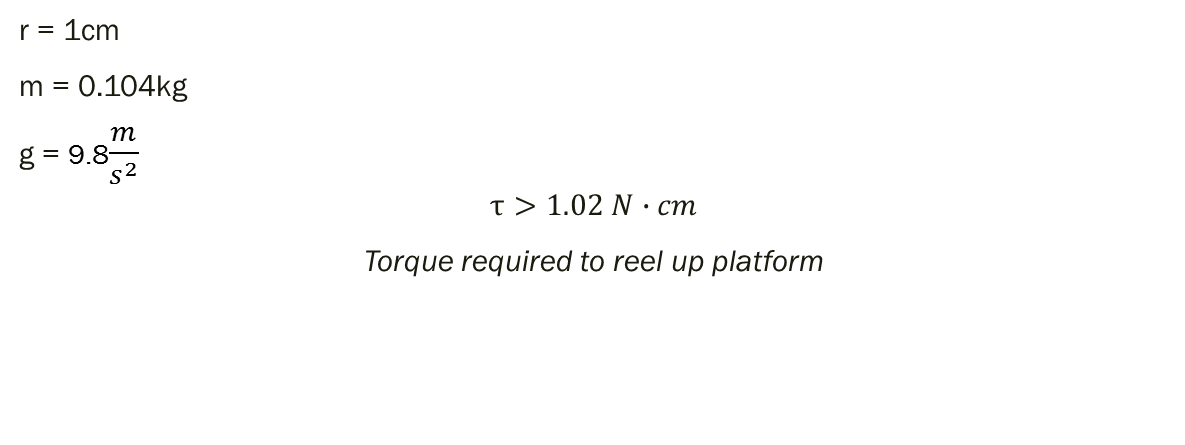 r = 1cm
m = 0.104kg
g = 9.8 m/s²
τ > 1.02 N · cm
Torque required to reel up platform